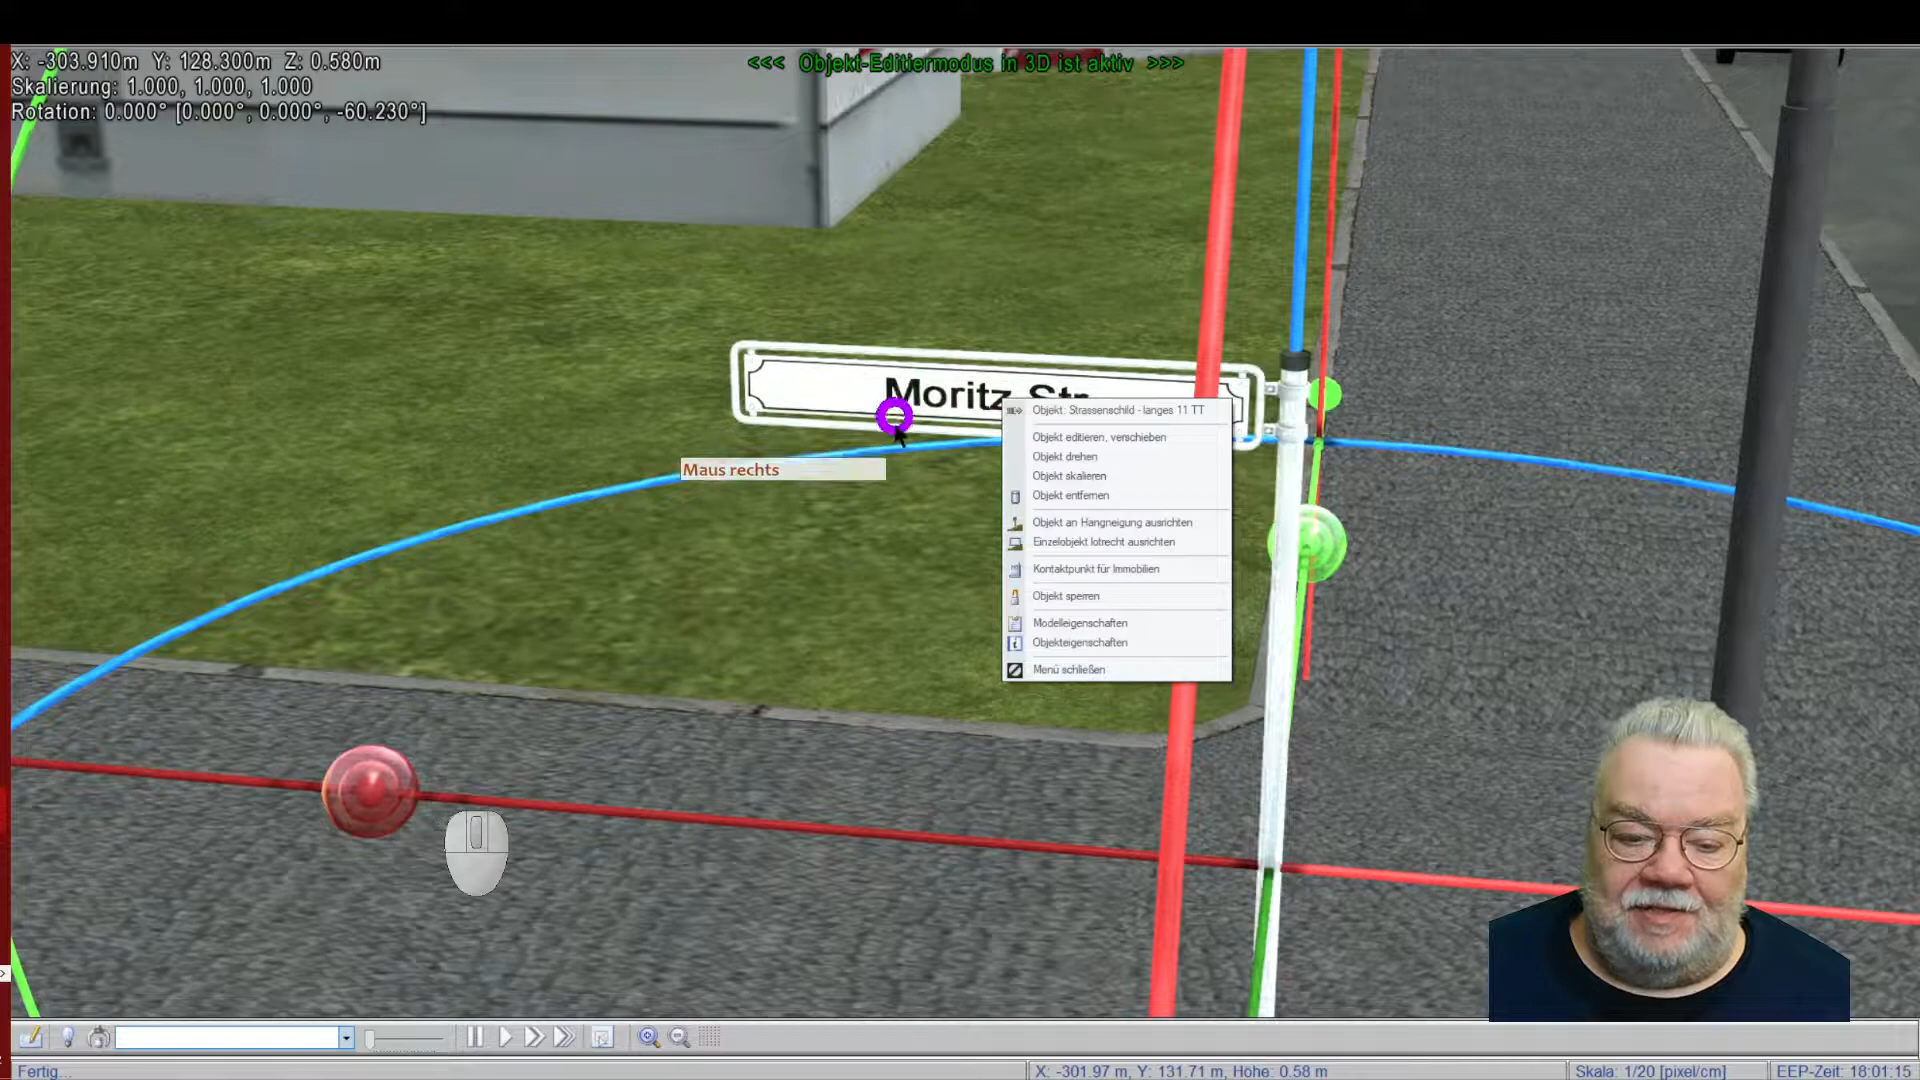 X: -303.910m Y: 128.300m Z: 0.580m
<<< Objekt-Editiermodus in 3D ist aktiv >>>
Skalierung: 1.000, 1.000, 1.000
Rotation: 0.000° [0.000°, 0.000°, -60.230°]
Moritz Str
Maus rechts
Objekt: Strassenschild - langes 11 TT
Objekt editieren, verschieben
Objekt drehen
Objekt skalieren
Objekt entfernen
Objekt an Hangneigung ausrichten
Einzelobjekt lotrecht ausrichten
Kontaktpunkt für Immobilien
Objekt sperren
Modelleigenschaften
Objekteigenschaften
Menü schließen
Fertig...
X: -301.97 m, Y: 131.71 m, Höhe: 0.58 m
Skala: 1/20 [pixel/cm]
EEP-Zeit: 18:01:15